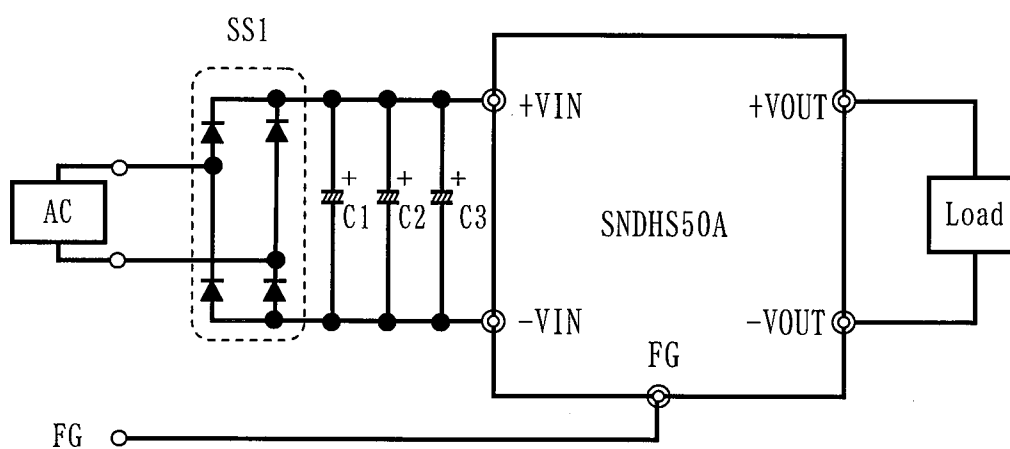 SS1
+VIN
+VOUT
AC
+ C1
+ C2
+ C3
SNDHS50A
Load
-VIN
-VOUT
FG
FG